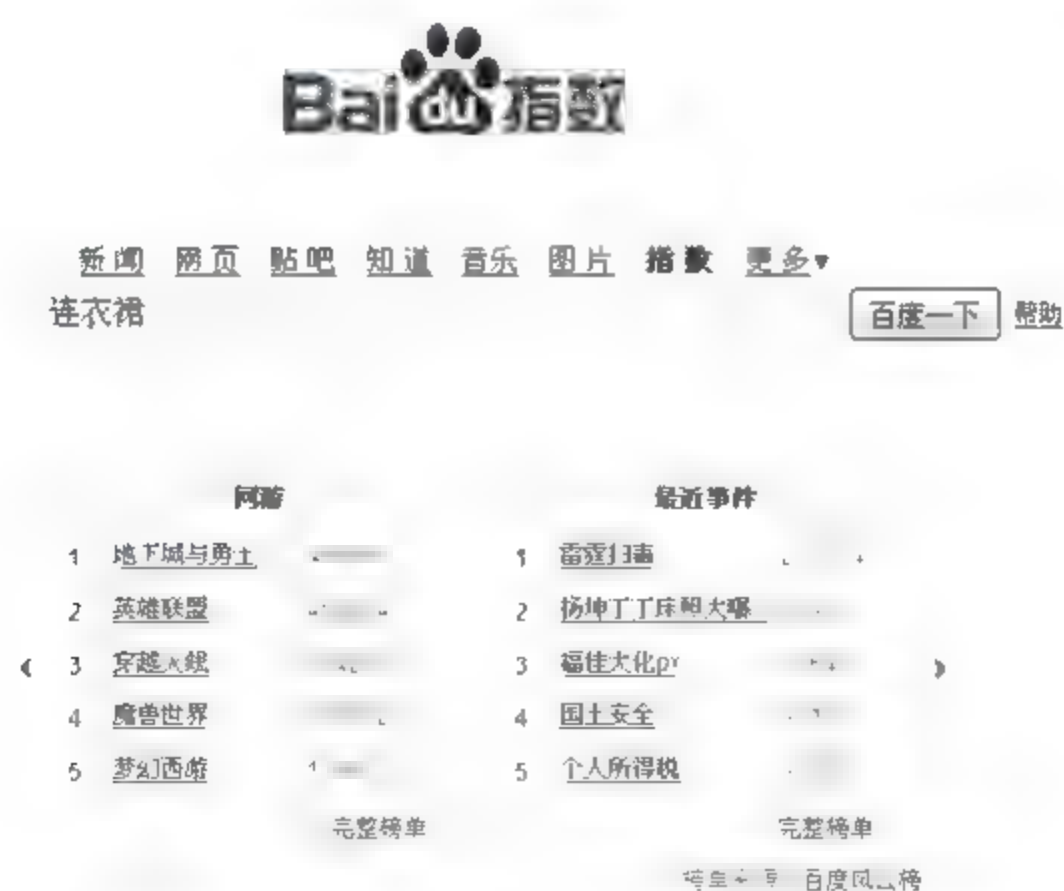 Baidu指数
新闻 网页 贴吧 知道 音乐 图片 指数 更多▾
连衣裙 百度一下 帮助
网游 最近事件
1 地下城与勇士 1 雷霆扫毒
2 英雄联盟 2 杨坤丁丁床照大曝
3 穿越火线 3 福佳大化px
4 魔兽世界 4 国土安全
5 梦幻西游 5 个人所得税
完整榜单 完整榜单
百度风云榜